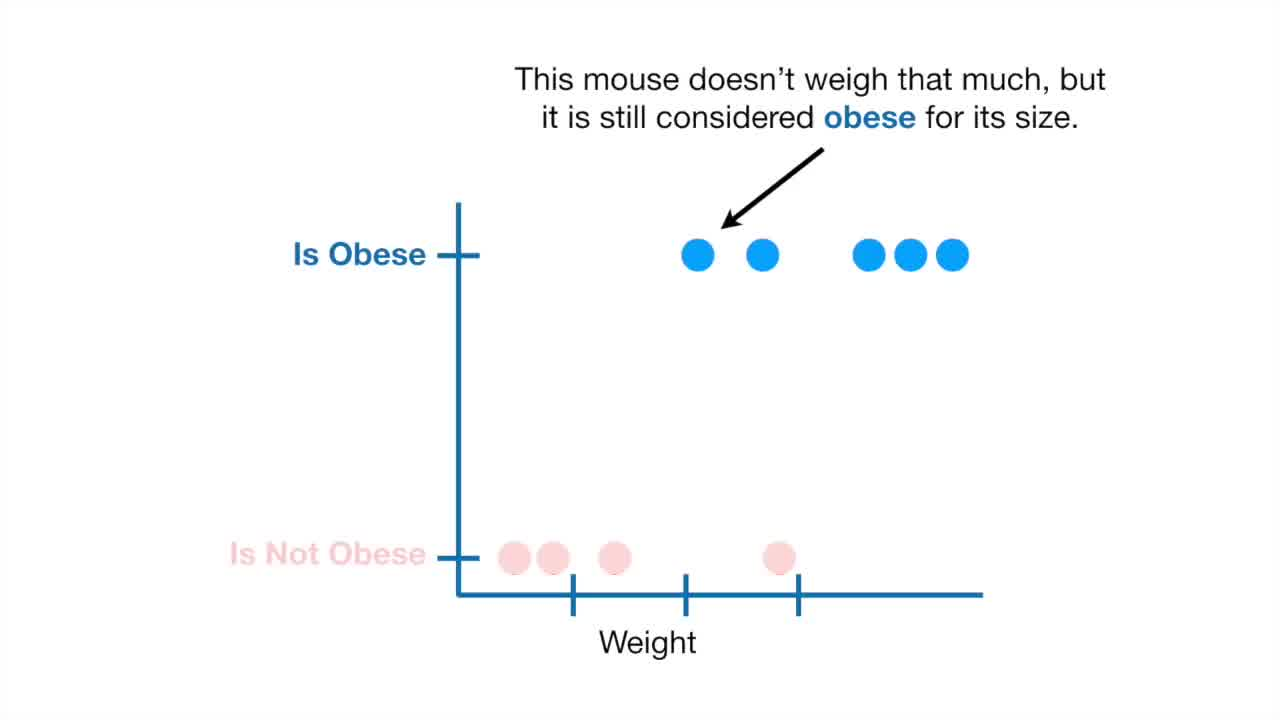 This mouse doesn’t weigh that much, but
it is still considered obese for its size.
Is Obese
Is Not Obese
Weight